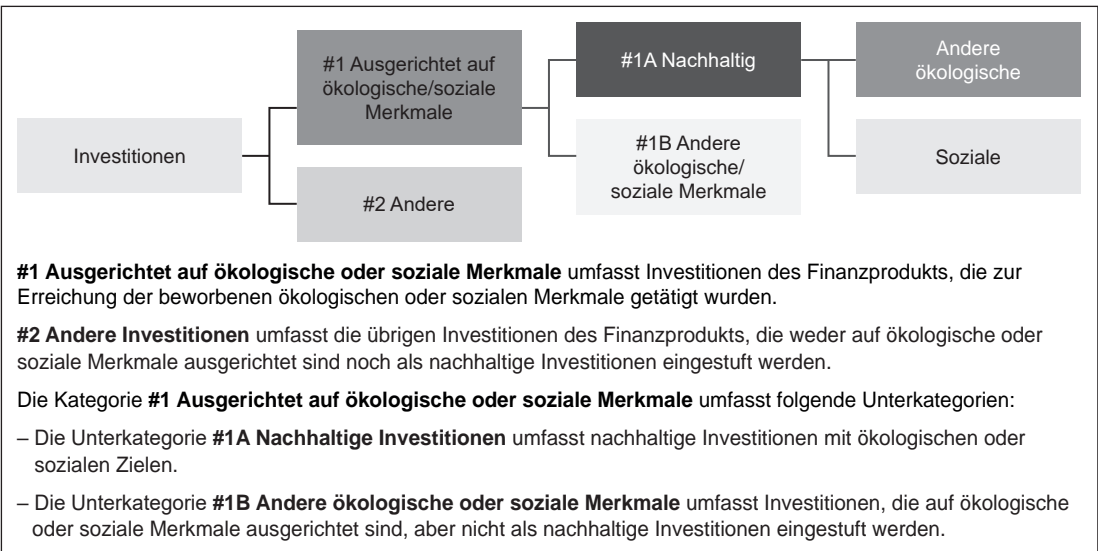 Investitionen
#1 Ausgerichtet auf
ökologische/soziale
Merkmale
#2 Andere
#1A Nachhaltig
#1B Andere
ökologische/
soziale Merkmale
Andere
ökologische
Soziale
#1 Ausgerichtet auf ökologische oder soziale Merkmale umfasst Investitionen des Finanzprodukts, die zur
Erreichung der beworbenen ökologischen oder sozialen Merkmale getätigt wurden.
#2 Andere Investitionen umfasst die übrigen Investitionen des Finanzprodukts, die weder auf ökologische oder
soziale Merkmale ausgerichtet sind noch als nachhaltige Investitionen eingestuft werden.
Die Kategorie #1 Ausgerichtet auf ökologische oder soziale Merkmale umfasst folgende Unterkategorien:
– Die Unterkategorie #1A Nachhaltige Investitionen umfasst nachhaltige Investitionen mit ökologischen oder
sozialen Zielen.
– Die Unterkategorie #1B Andere ökologische oder soziale Merkmale umfasst Investitionen, die auf ökologische
oder soziale Merkmale ausgerichtet sind, aber nicht als nachhaltige Investitionen eingestuft werden.